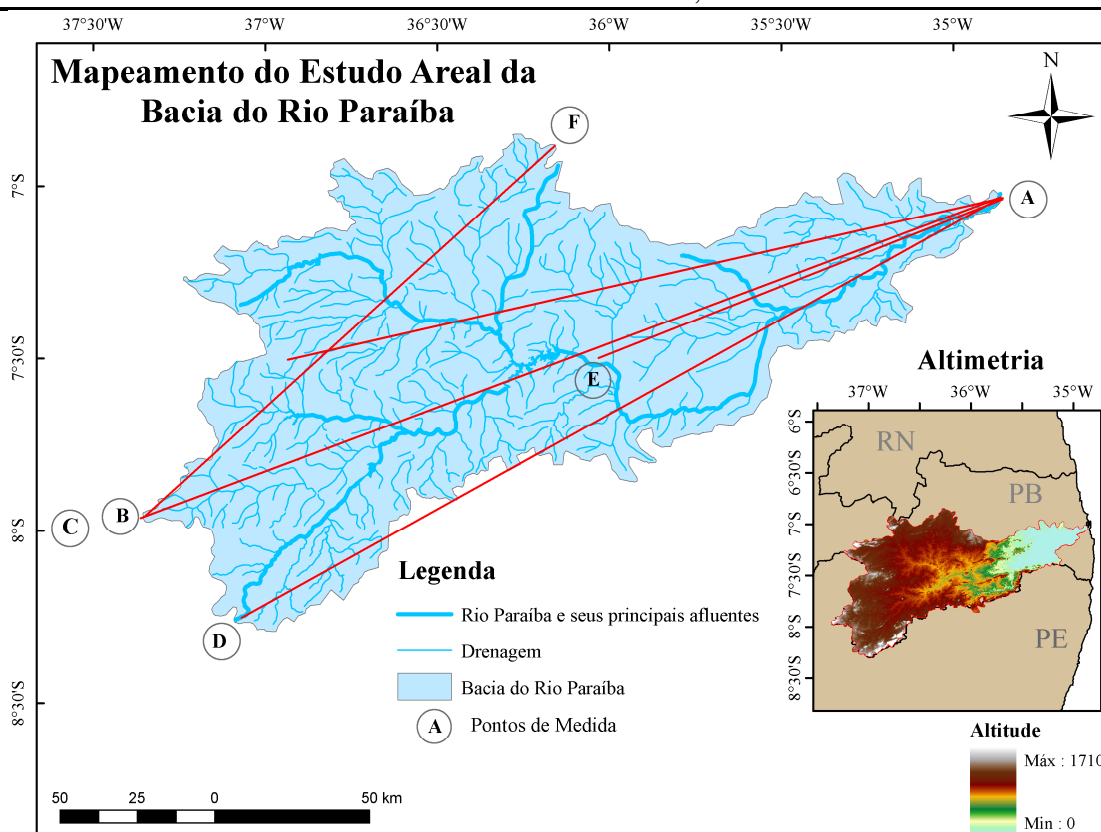 37°30'W 37°W 36°30'W 36°W 35°30'W 35°W
Mapeamento do Estudo Areal da
Bacia do Rio Paraíba
N
F
7°S
A
7°30'S
E
B
C
8°S
D
8°30'S
Legenda
Rio Paraíba e seus principais afluentes
Drenagem
Bacia do Rio Paraíba
A Pontos de Medida
50 25 0 50 km
Altimetria
37°W 36°W 35°W
6°S
6°30'S
7°S
7°30'S
8°S
8°30'S
RN
PB
PE
Altitude
Máx : 1710
Min : 0